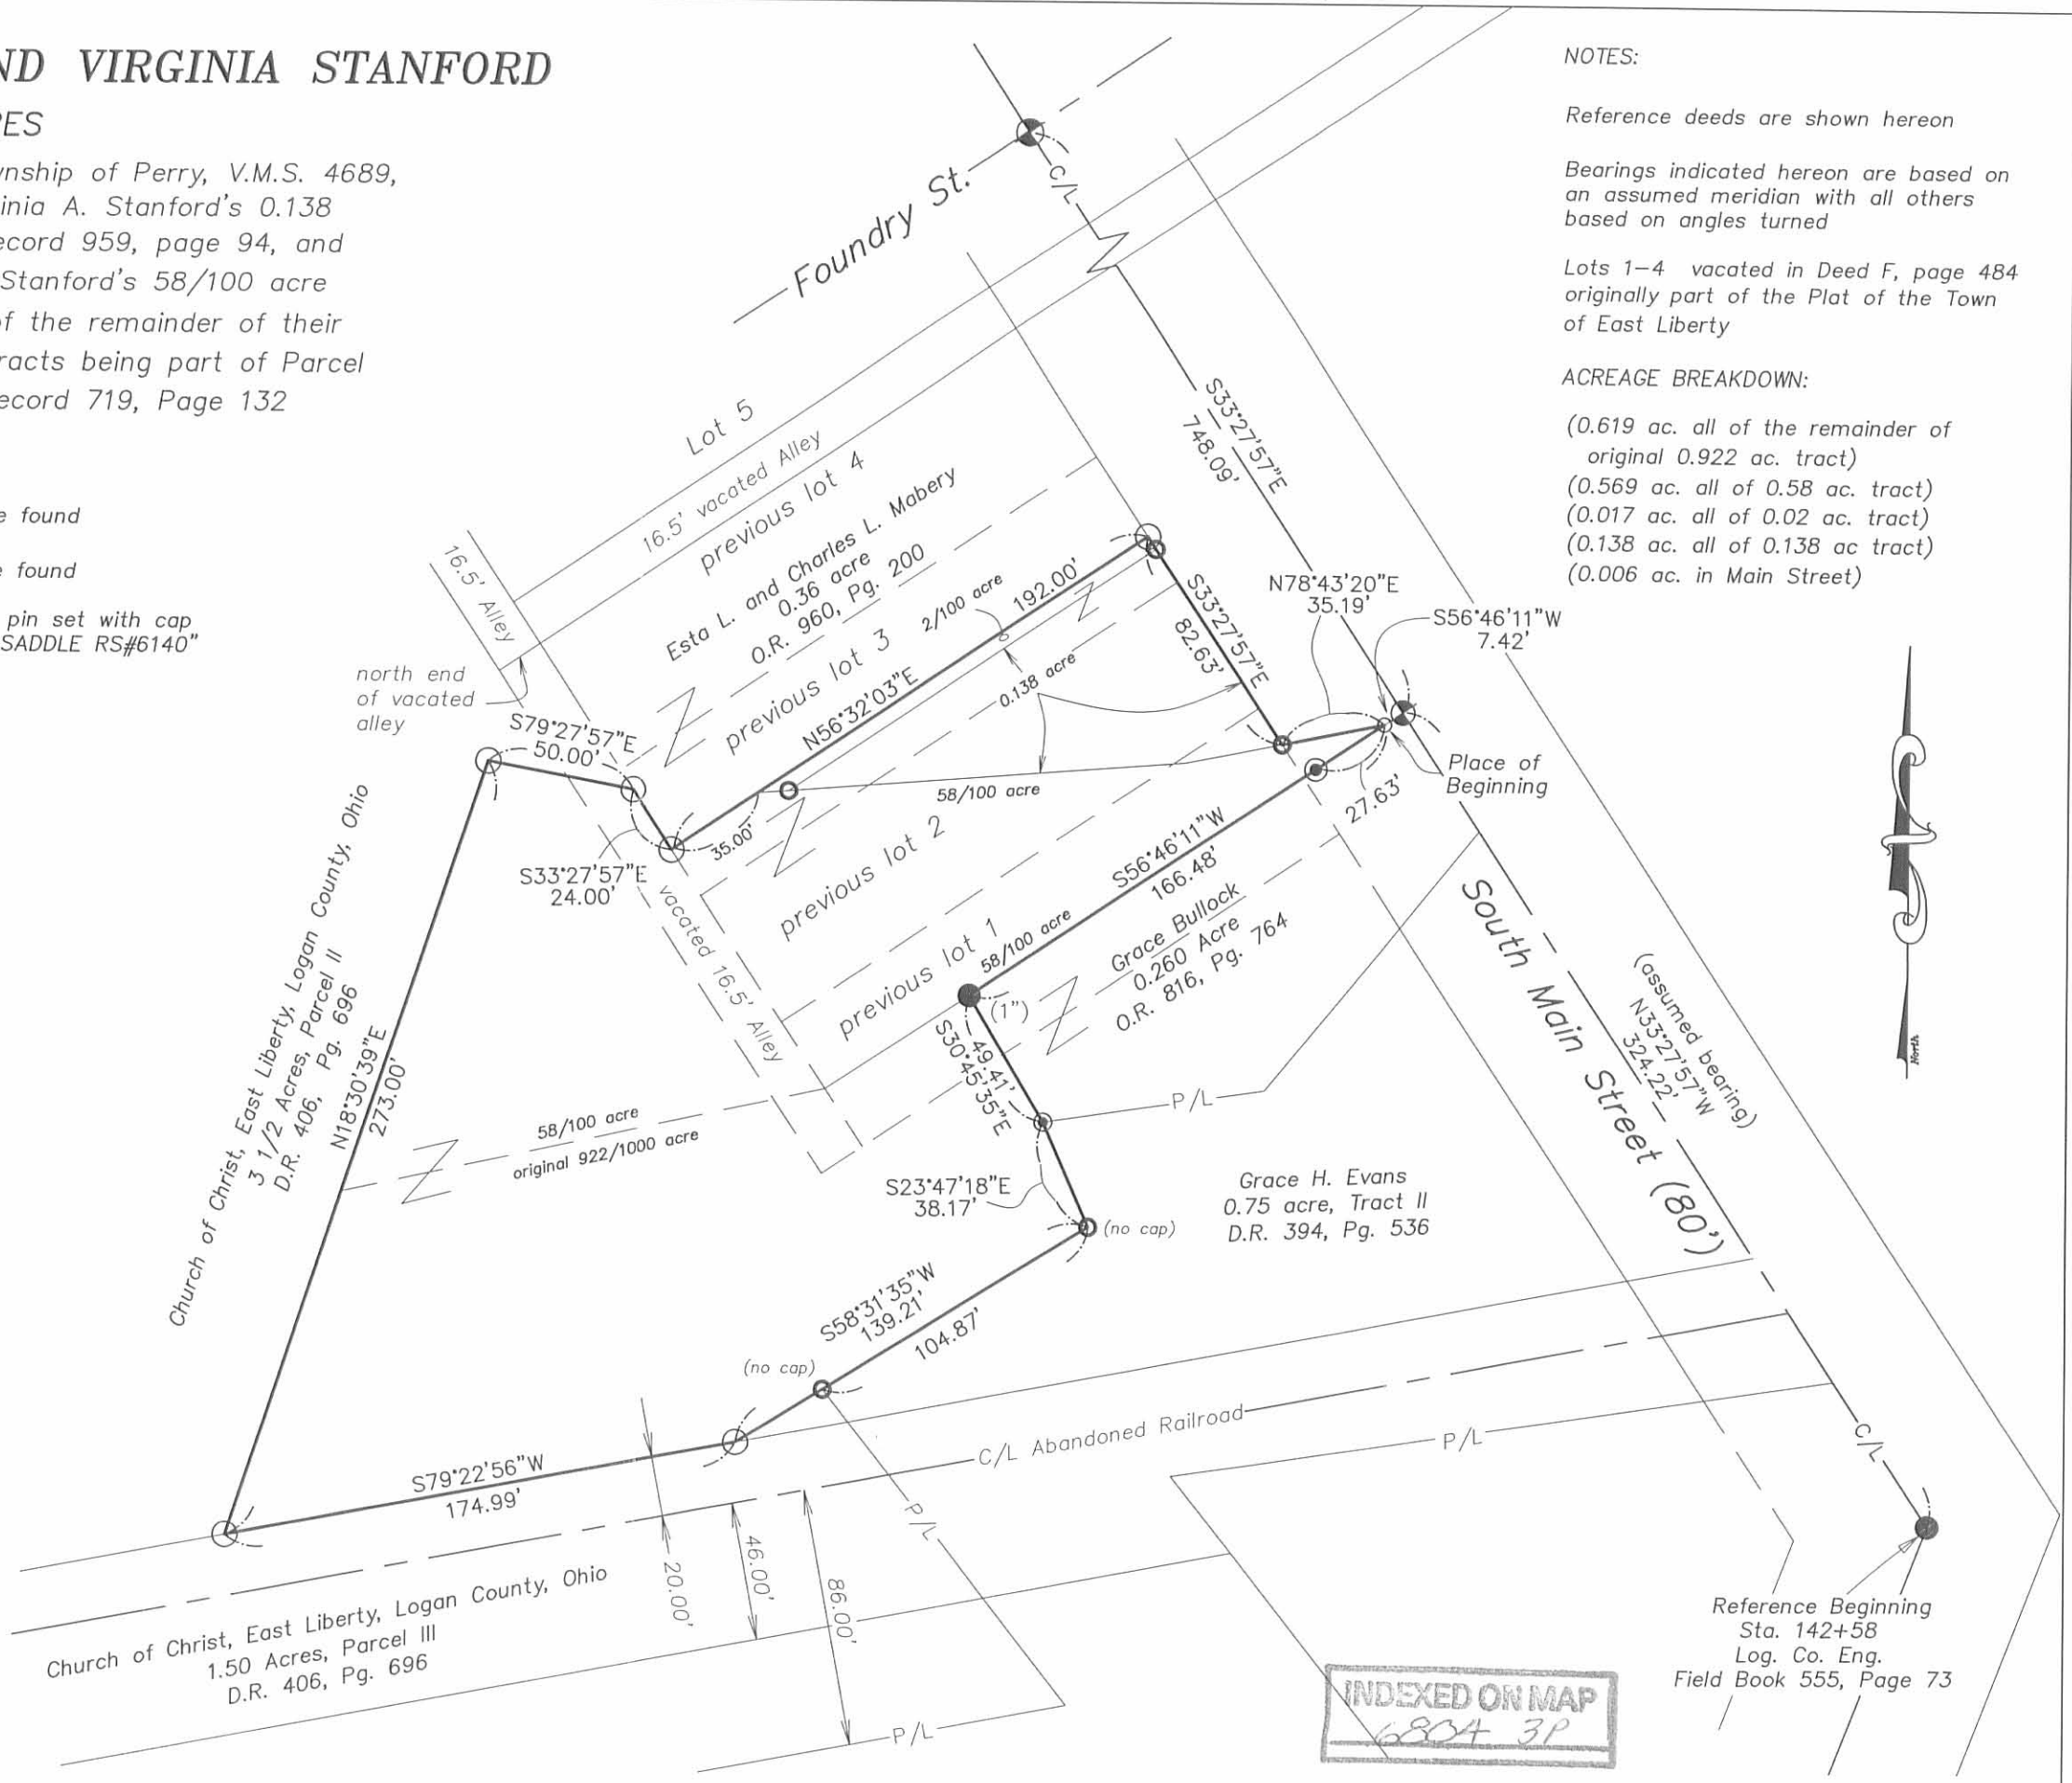 ND VIRGINIA STANFORD
RES
wnship of Perry, V.M.S. 4689,
inia A. Stanford's 0.138
ecord 959, page 94, and
Stanford's 58/100 acre
of the remainder of their
racts being part of Parcel
ecord 719, Page 132
e found
e found
pin set with cap
SADDLE RS#6140"
NOTES:
Reference deeds are shown hereon
Bearings indicated hereon are based on
an assumed meridian with all others
based on angles turned
Lots 1-4 vacated in Deed F, page 484
originally part of the Plat of the Town
of East Liberty
ACREAGE BREAKDOWN:
(0.619 ac. all of the remainder of
original 0.922 ac. tract)
(0.569 ac. all of 0.58 ac. tract)
(0.017 ac. all of 0.02 ac. tract)
(0.138 ac. all of 0.138 ac tract)
(0.006 ac. in Main Street)
Foundry St.
C/L
S33°27'57"E
748.09'
Lot 5
16.5' vacated Alley
previous lot 4
Esta L. and Charles L. Mabery
0.36 acre
O.R. 960, Pg. 200
previous lot 3
2/100 acre
192.00'
N56°32'03"E
0.138 acre
S33°27'57"E
82.63'
N78°43'20"E
35.19'
S56°46'11"W
7.42'
16.5' Alley
north end
of vacated
alley
S79°27'57"E
50.00'
S33°27'57"E
24.00'
35.00'
58/100 acre
Place of
Beginning
27.63'
previous lot 2
S56°46'11"W
166.48'
58/100 acre
previous lot 1
vacated 16.5' Alley
Grace Bullock
0.260 Acre
O.R. 816, Pg. 764
(1")
49.41'
S30°45'35"E
P/L
South Main Street (80')
(assumed bearing)
N33°27'57"W
324.22'
Church of Christ, East Liberty, Logan County, Ohio
3 1/2 Acres, Parcel II
D.R. 406, Pg. 696
N18°30'39"E
273.00'
58/100 acre
original 922/1000 acre
S23°47'18"E
38.17'
(no cap)
Grace H. Evans
0.75 acre, Tract II
D.R. 394, Pg. 536
S58°31'35"W
139.21'
104.87'
(no cap)
S79°22'56"W
174.99'
C/L Abandoned Railroad
P/L
C/L
P/L
20.00'
46.00'
86.00'
P/L
Church of Christ, East Liberty, Logan County, Ohio
1.50 Acres, Parcel III
D.R. 406, Pg. 696
Reference Beginning
Sta. 142+58
Log. Co. Eng.
Field Book 555, Page 73
INDEXED ON MAP
6804 3P
North